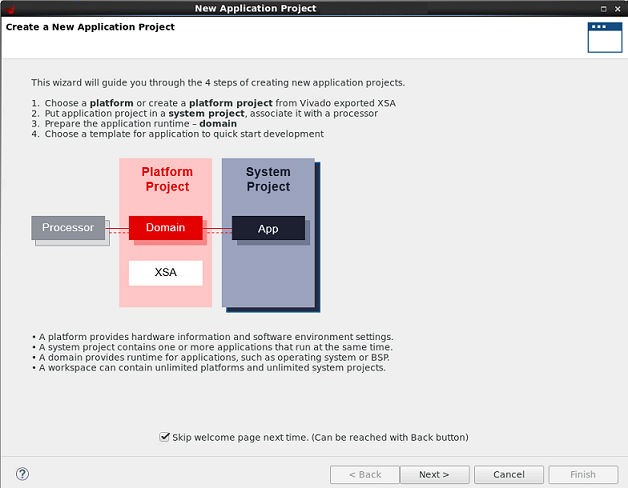 New Application Project
Create a New Application Project
This wizard will guide you through the 4 steps of creating new application projects.
1. Choose a platform or create a platform project from Vivado exported XSA
2. Put application project in a system project, associate it with a processor
3. Prepare the application runtime – domain
4. Choose a template for application to quick start development
Platform
Project
System
Project
Processor
Domain
App
XSA
• A platform provides hardware information and software environment settings.
• A system project contains one or more applications that run at the same time.
• A domain provides runtime for applications, such as operating system or BSP.
• A workspace can contain unlimited platforms and unlimited system projects.
Skip welcome page next time. (Can be reached with Back button)
?
< Back
Next >
Cancel
Finish